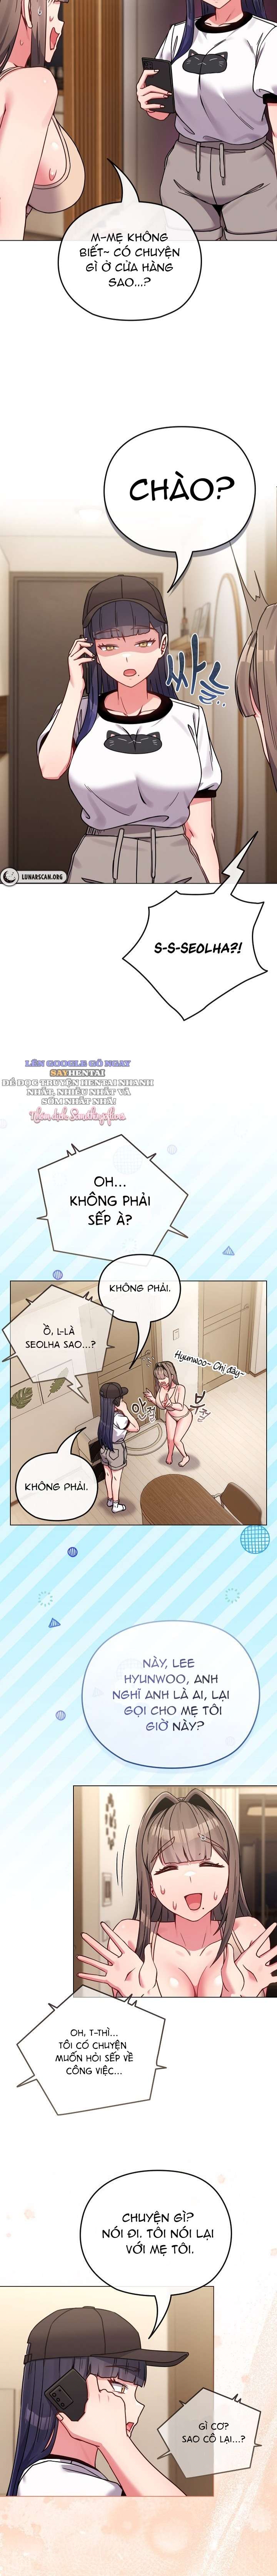 M-MẸ KHÔNG
BIẾT~ CÓ CHUYỆN
GÌ Ở CỬA HÀNG
SAO...?
CHÀO?
싸늘..
LUNARSCAN.ORG
S-S-SEOLHA?!
LÊN GOOGLE GÕ NGAY
SAYHENTAI
ĐỂ ĐỌC TRUYỆN HENTAI NHANH
NHẤT, NHIỀU NHẤT VÀ
SỚM NHẤT NHÁ!
OH...
KHÔNG PHẢI
SẾP À?
KHÔNG PHẢI.
Ồ, L-LÀ
SEOLHA SAO...?
Hyunwoo~ Chị đây~
KHÔNG PHẢI.
NÀY, LEE
HYUNWOO, ANH
NGHĨ ANH LÀ AI, LẠI
GỌI CHO MẸ TÔI
GIỜ NÀY?
OH, T-THÌ...
TÔI CÓ CHUYỆN
MUỐN HỎI SẾP VỀ
CÔNG VIỆC...
CHUYỆN GÌ?
NÓI ĐI. TÔI NÓI LẠI
VỚI MẸ TÔI.
GÌ CƠ?
SAO CÔ LẠI...?